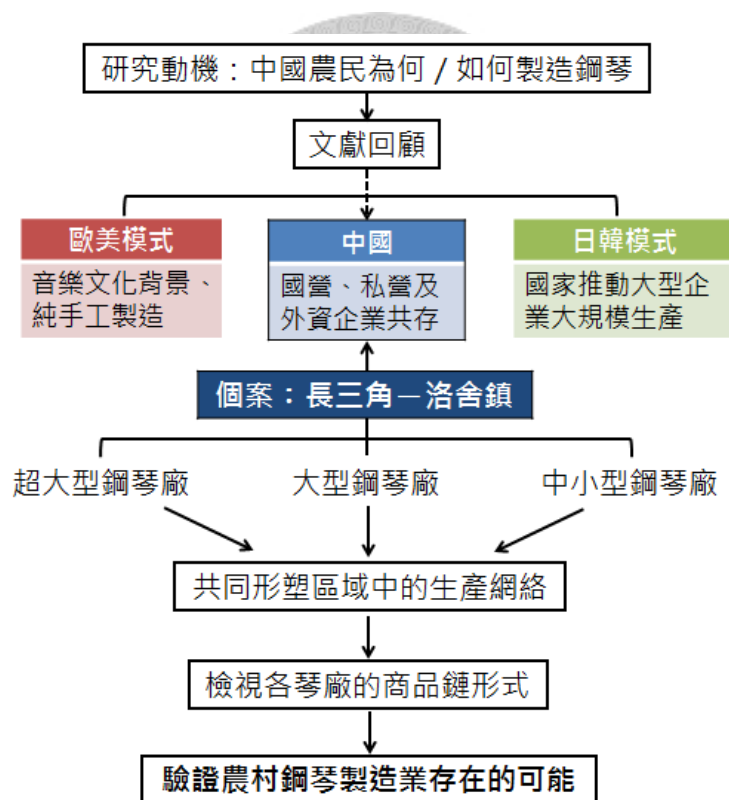 研究動機：中國農民為何 / 如何製造鋼琴
文獻回顧
歐美模式
音樂文化背景、
純手工製造
中國
國營、私營及
外資企業共存
日韓模式
國家推動大型企
業大規模生產
個案：長三角－洛舍鎮
超大型鋼琴廠
大型鋼琴廠
中小型鋼琴廠
共同形塑區域中的生產網絡
檢視各琴廠的商品鏈形式
驗證農村鋼琴製造業存在的可能